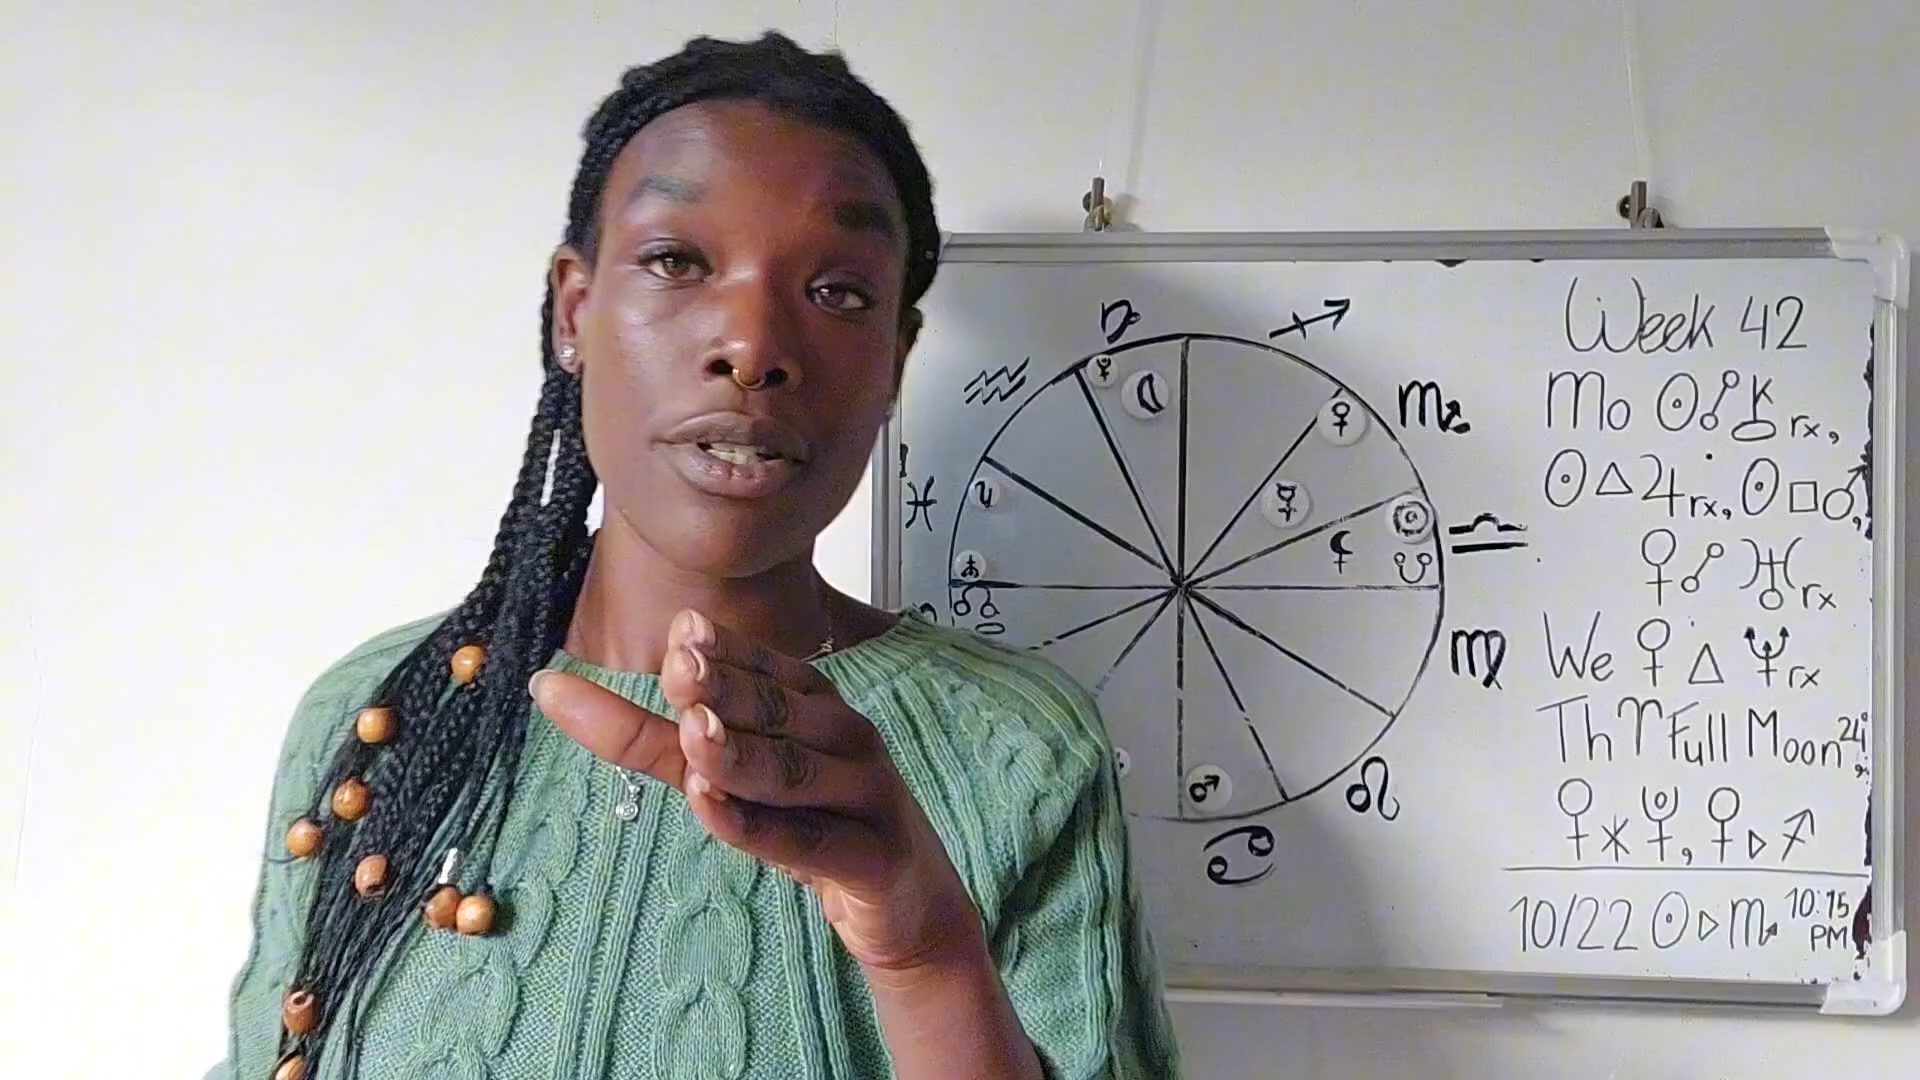 Week 42
Mo ☉☍⚷rx,
☉△♃rx, ☉□♂,
♀☍♅rx
We ♀△♆rx
Th ♈ Full Moon 24°,
♀⚹⯓, ♀▷♐
10/22 ☉▷♏ 10:15 PM
♑
♐
♒
♏
♓
♎
♍
♌
♋